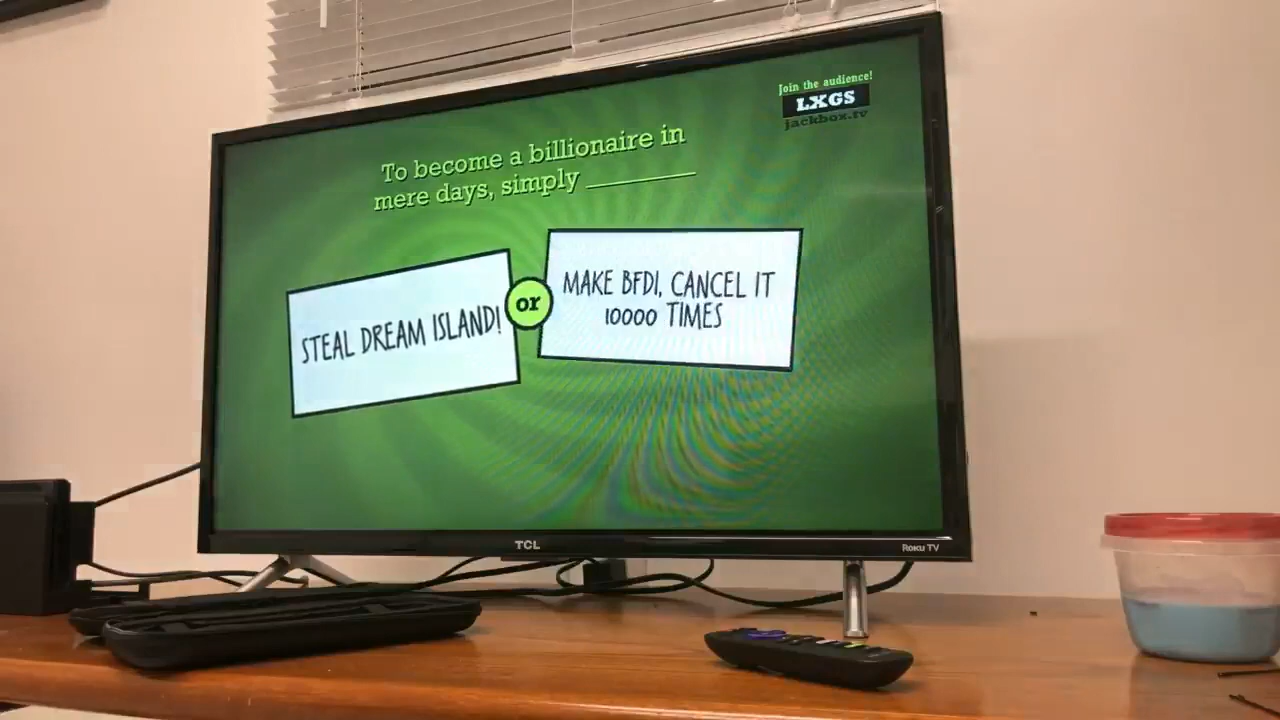 Join the audience!
LXGS
jackbox.tv
To become a billionaire in
mere days, simply ________
STEAL DREAM ISLAND!
or
MAKE BFDI, CANCEL IT
10000 TIMES
TCL
Roku TV